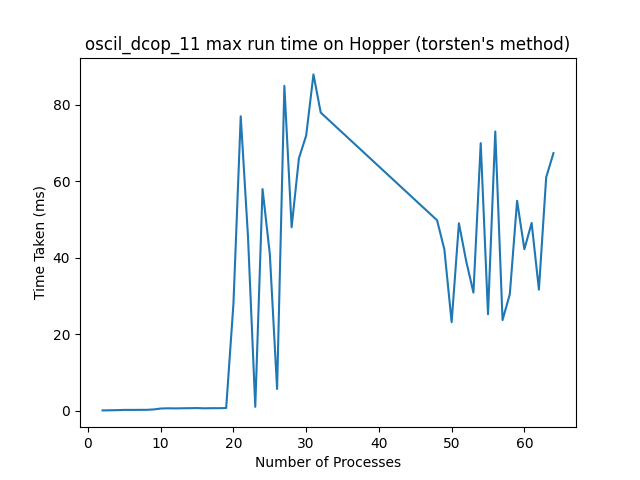 oscil_dcop_11 max run time on Hopper (torsten's method)
80
60
40
20
0
Time Taken (ms)
0 10 20 30 40 50 60
Number of Processes